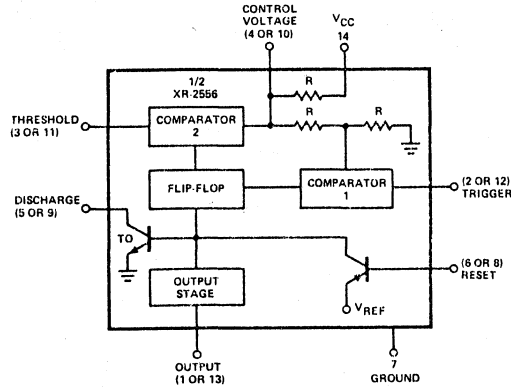 CONTROL
VOLTAGE
(4 OR 10)
VCC
14
1/2
XR-2556
R
THRESHOLD
(3 OR 11)
COMPARATOR
2
R
R
DISCHARGE
(5 OR 9)
FLIP-FLOP
COMPARATOR
1
(2 OR 12)
TRIGGER
TO
OUTPUT
STAGE
(6 OR 8)
RESET
VREF
OUTPUT
(1 OR 13)
7
GROUND